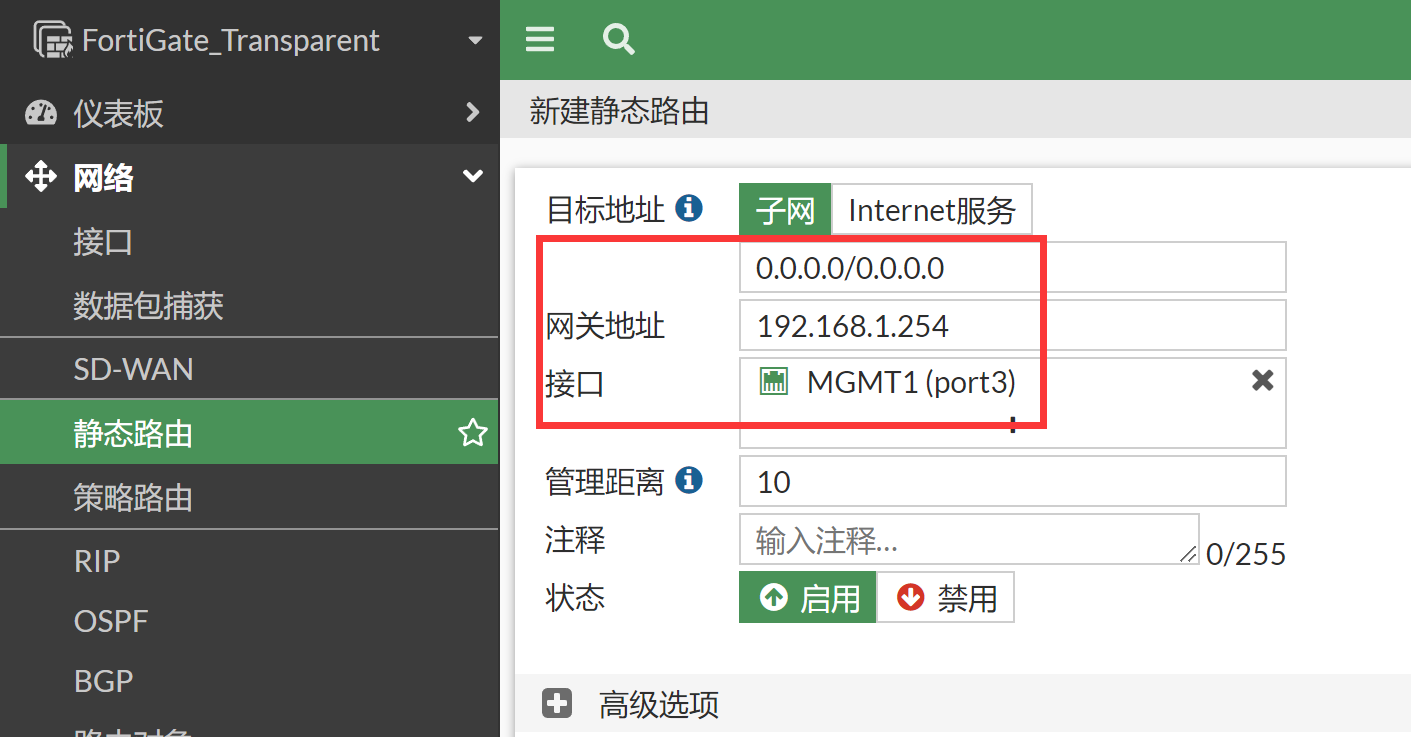 FortiGate_Transparent
仪表板
网络
接口
数据包捕获
SD-WAN
静态路由
策略路由
RIP
OSPF
BGP
新建静态路由
目标地址 子网 Internet服务
0.0.0.0/0.0.0.0
网关地址 192.168.1.254
接口 MGMT1 (port3)
管理距离 10
注释 输入注释... 0/255
状态 启用 禁用
高级选项